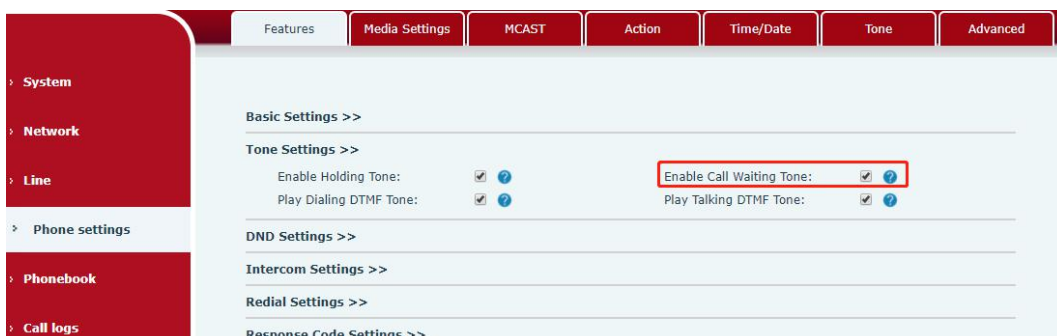 Features Media Settings MCAST Action Time/Date Tone Advanced
› System
› Network
› Line
› Phone settings
› Phonebook
› Call logs
Basic Settings >>
Tone Settings >>
Enable Holding Tone: ? Enable Call Waiting Tone: ?
Play Dialing DTMF Tone: ? Play Talking DTMF Tone: ?
DND Settings >>
Intercom Settings >>
Redial Settings >>
Response Code Settings >>